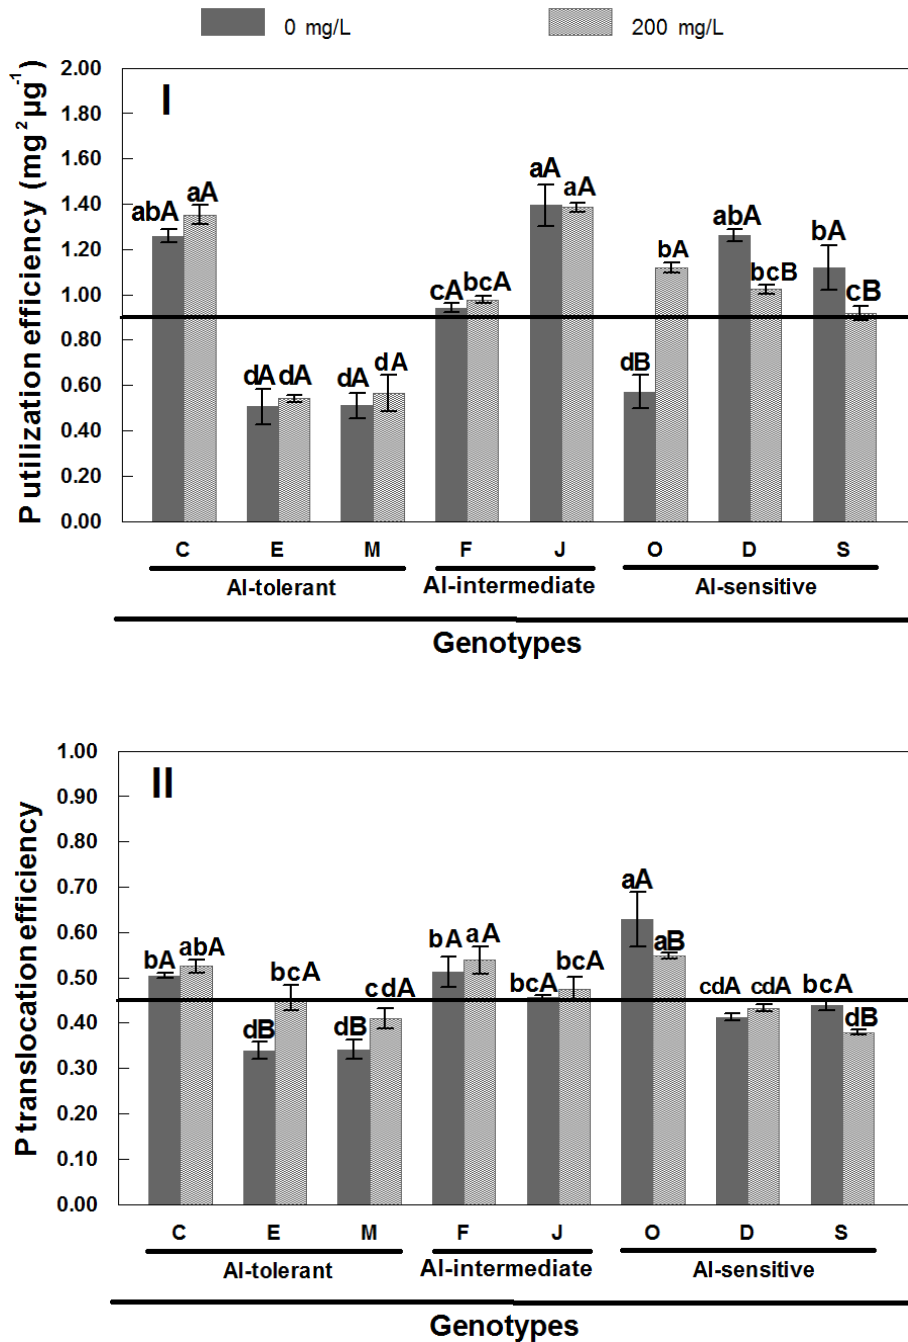 0 mg/L 200 mg/L
P utilization efficiency (mg² µg⁻¹)
I
2.00
1.80
1.60
1.40
1.20
1.00
0.80
0.60
0.40
0.20
0.00
abA aA dA dA dA dA cA bcA aA aA dB bA abA bcB bA cB
C E M F J O D S
Al-tolerant Al-intermediate Al-sensitive
Genotypes
P translocation efficiency
II
1.00
0.90
0.80
0.70
0.60
0.50
0.40
0.30
0.20
0.10
0.00
bA abA dB bcA dB cdA bA aA bcA bcA aA aB cdA cdA bcA dB
C E M F J O D S
Al-tolerant Al-intermediate Al-sensitive
Genotypes